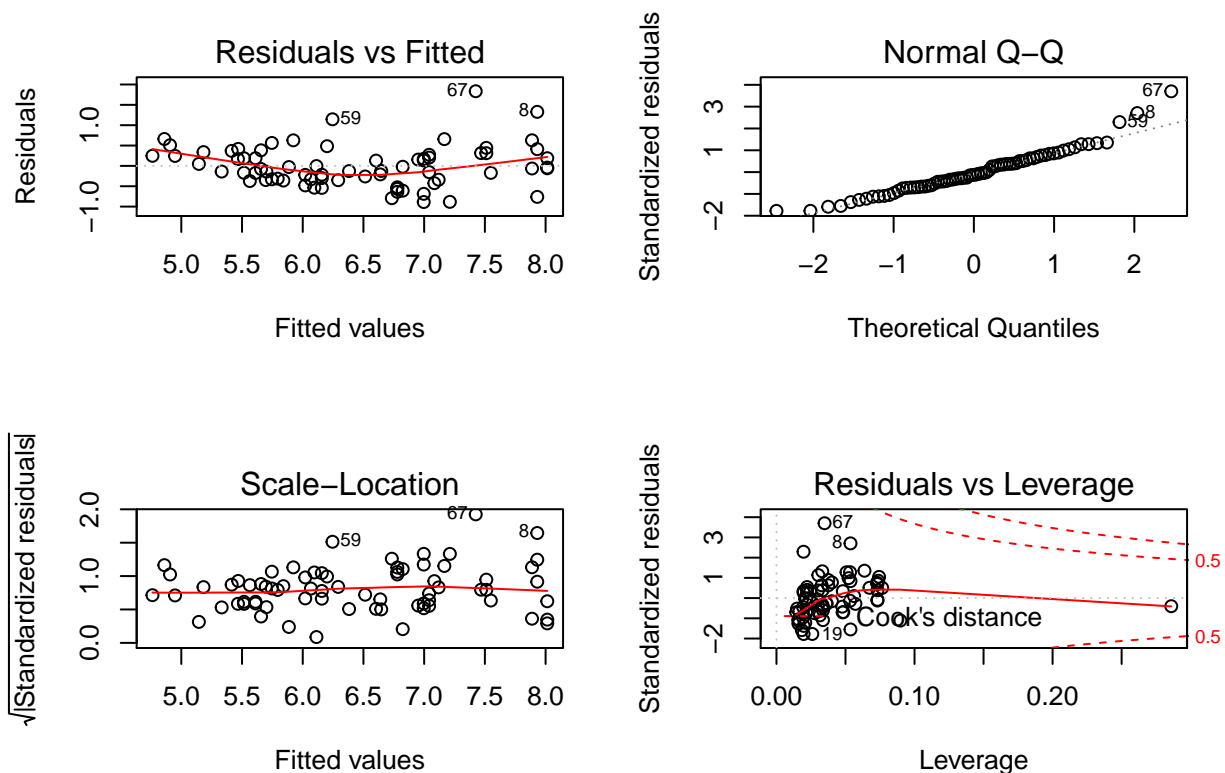 Residuals vs Fitted
Residuals
−1.0
1.0
67
8
59
5.0 5.5 6.0 6.5 7.0 7.5 8.0
Fitted values
Normal Q−Q
Standardized residuals
−2
1
3
67
8
59
−2 −1 0 1 2
Theoretical Quantiles
Scale−Location
√|Standardized residuals|
0.0
1.0
2.0
67
8
59
5.0 5.5 6.0 6.5 7.0 7.5 8.0
Fitted values
Residuals vs Leverage
Standardized residuals
−2
1
3
67
8
19
Cook's distance
0.5
0.5
0.00 0.10 0.20
Leverage